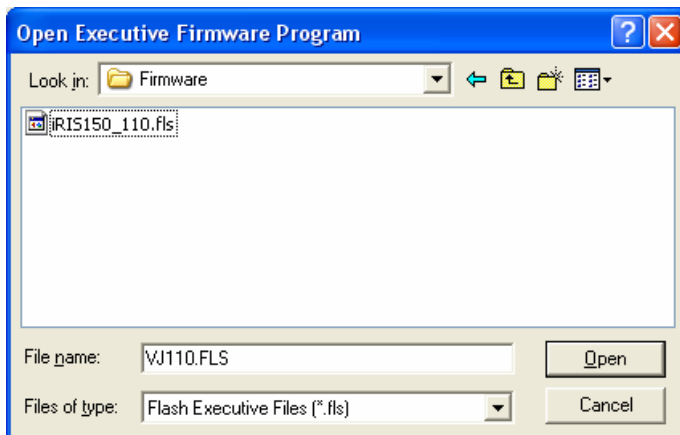 Open Executive Firmware Program
Look in: Firmware
iRIS150_110.fls
File name: VJ110.FLS Open
Files of type: Flash Executive Files (*.fls) Cancel